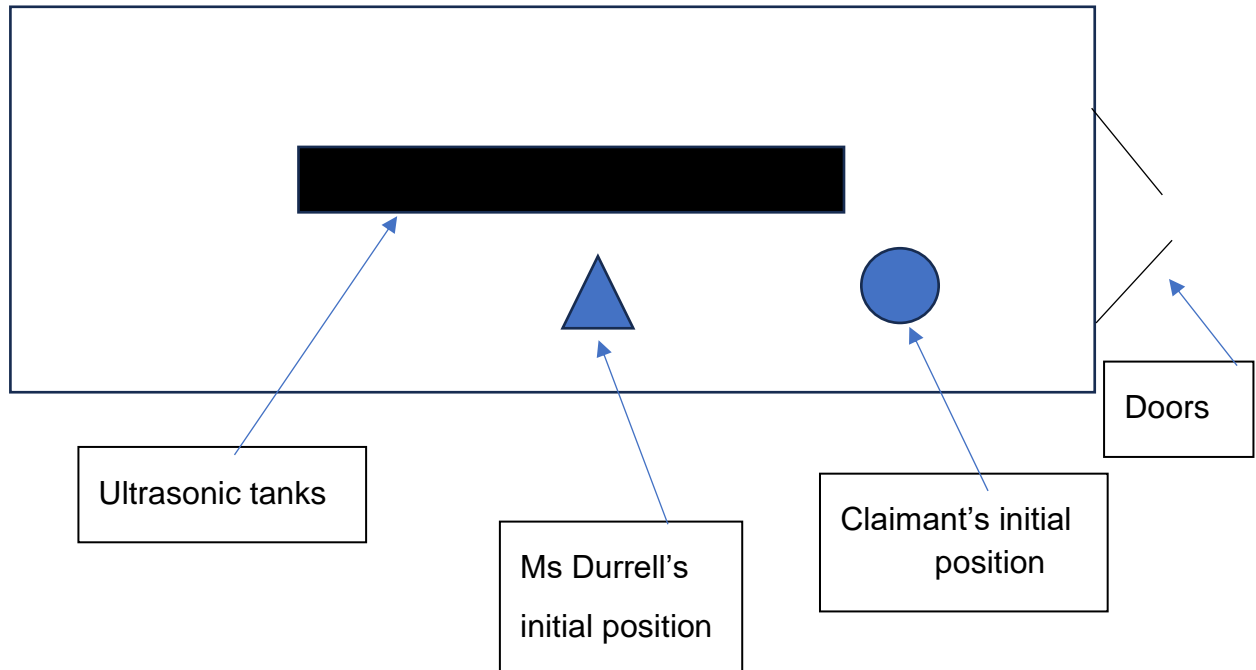 Doors
Ultrasonic tanks
Claimant’s initial
position
Ms Durrell’s
initial position